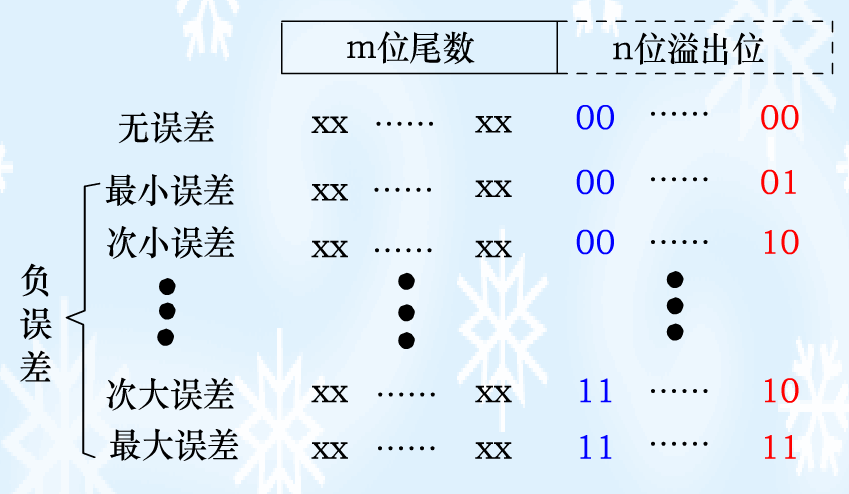 m位尾数 n位溢出位
无误差 xx …… xx 00 …… 00
最小误差 xx …… xx 00 …… 01
次小误差 xx …… xx 00 …… 10
负误差
次大误差 xx …… xx 11 …… 10
最大误差 xx …… xx 11 …… 11